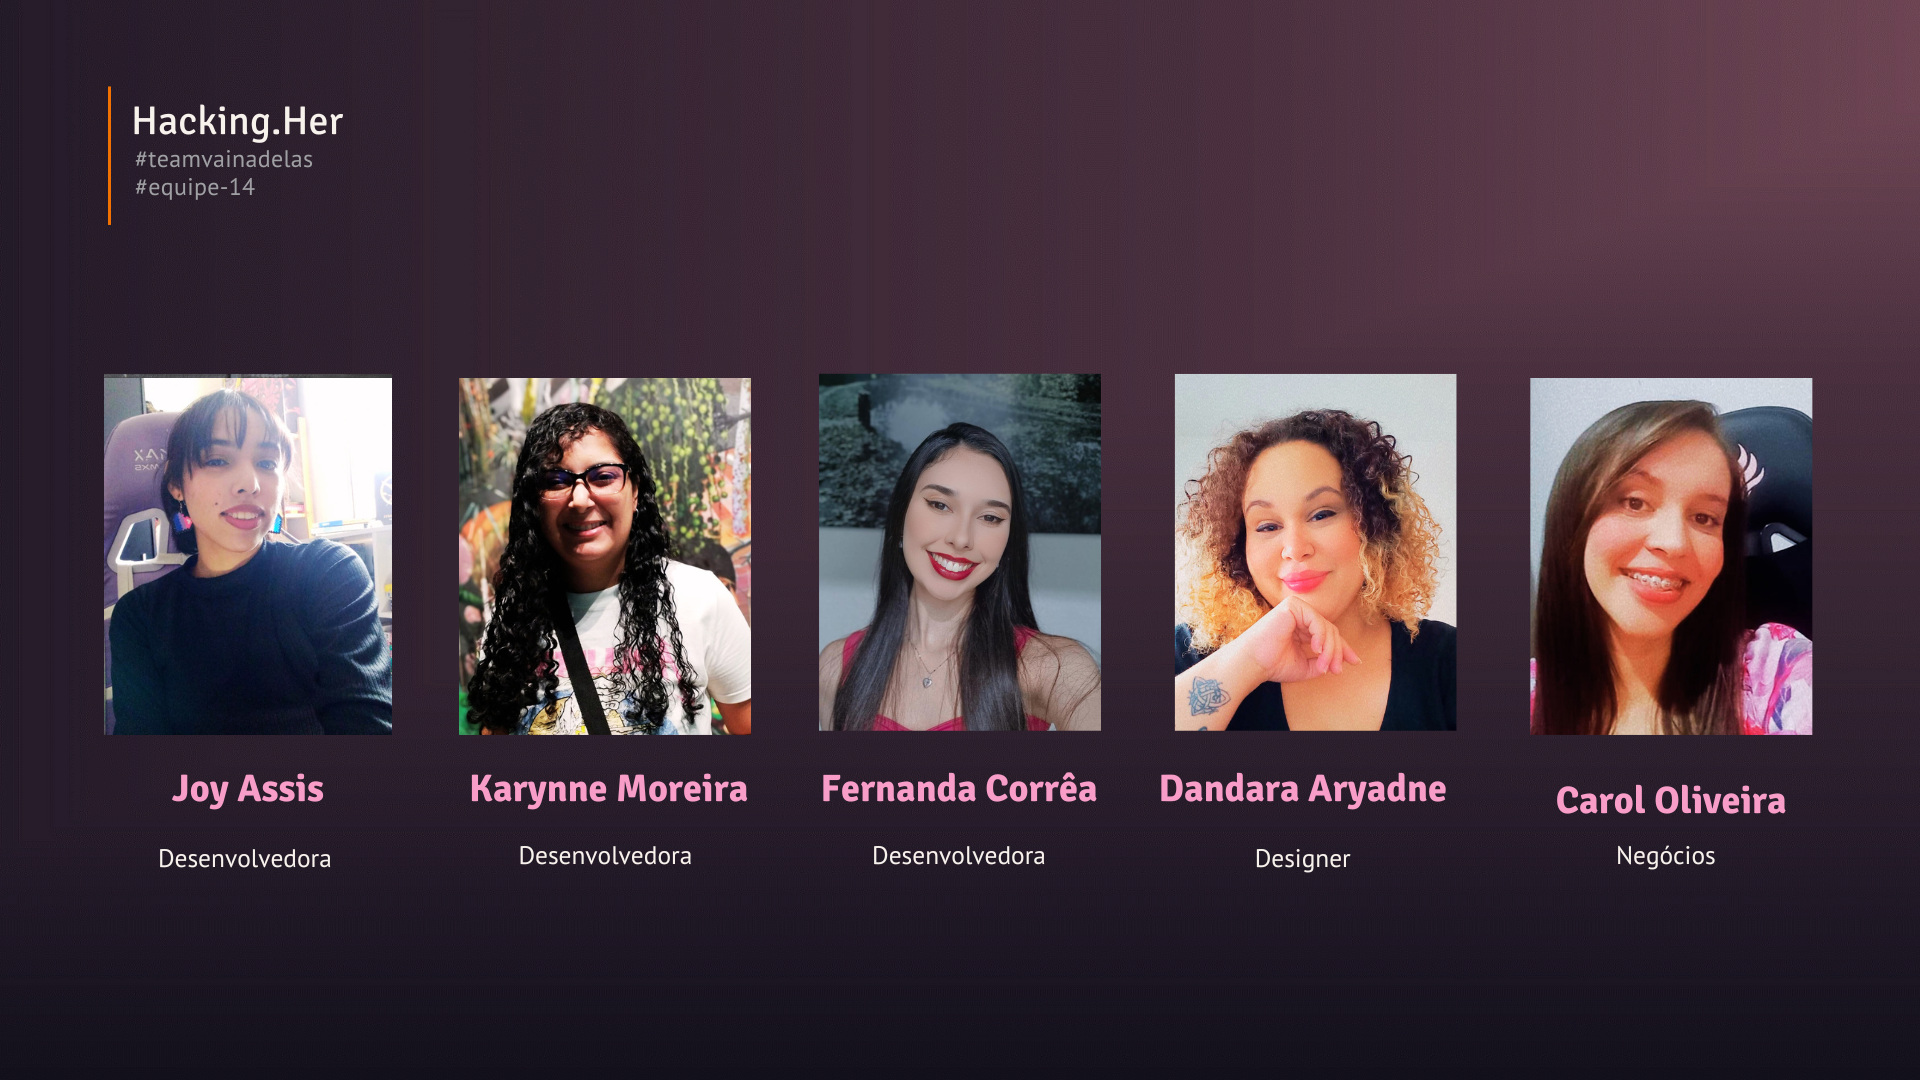 Hacking.Her
#teamvainadelas
#equipe-14
Joy Assis
Karynne Moreira
Fernanda Corrêa
Dandara Aryadne
Carol Oliveira
Desenvolvedora
Desenvolvedora
Desenvolvedora
Designer
Negócios